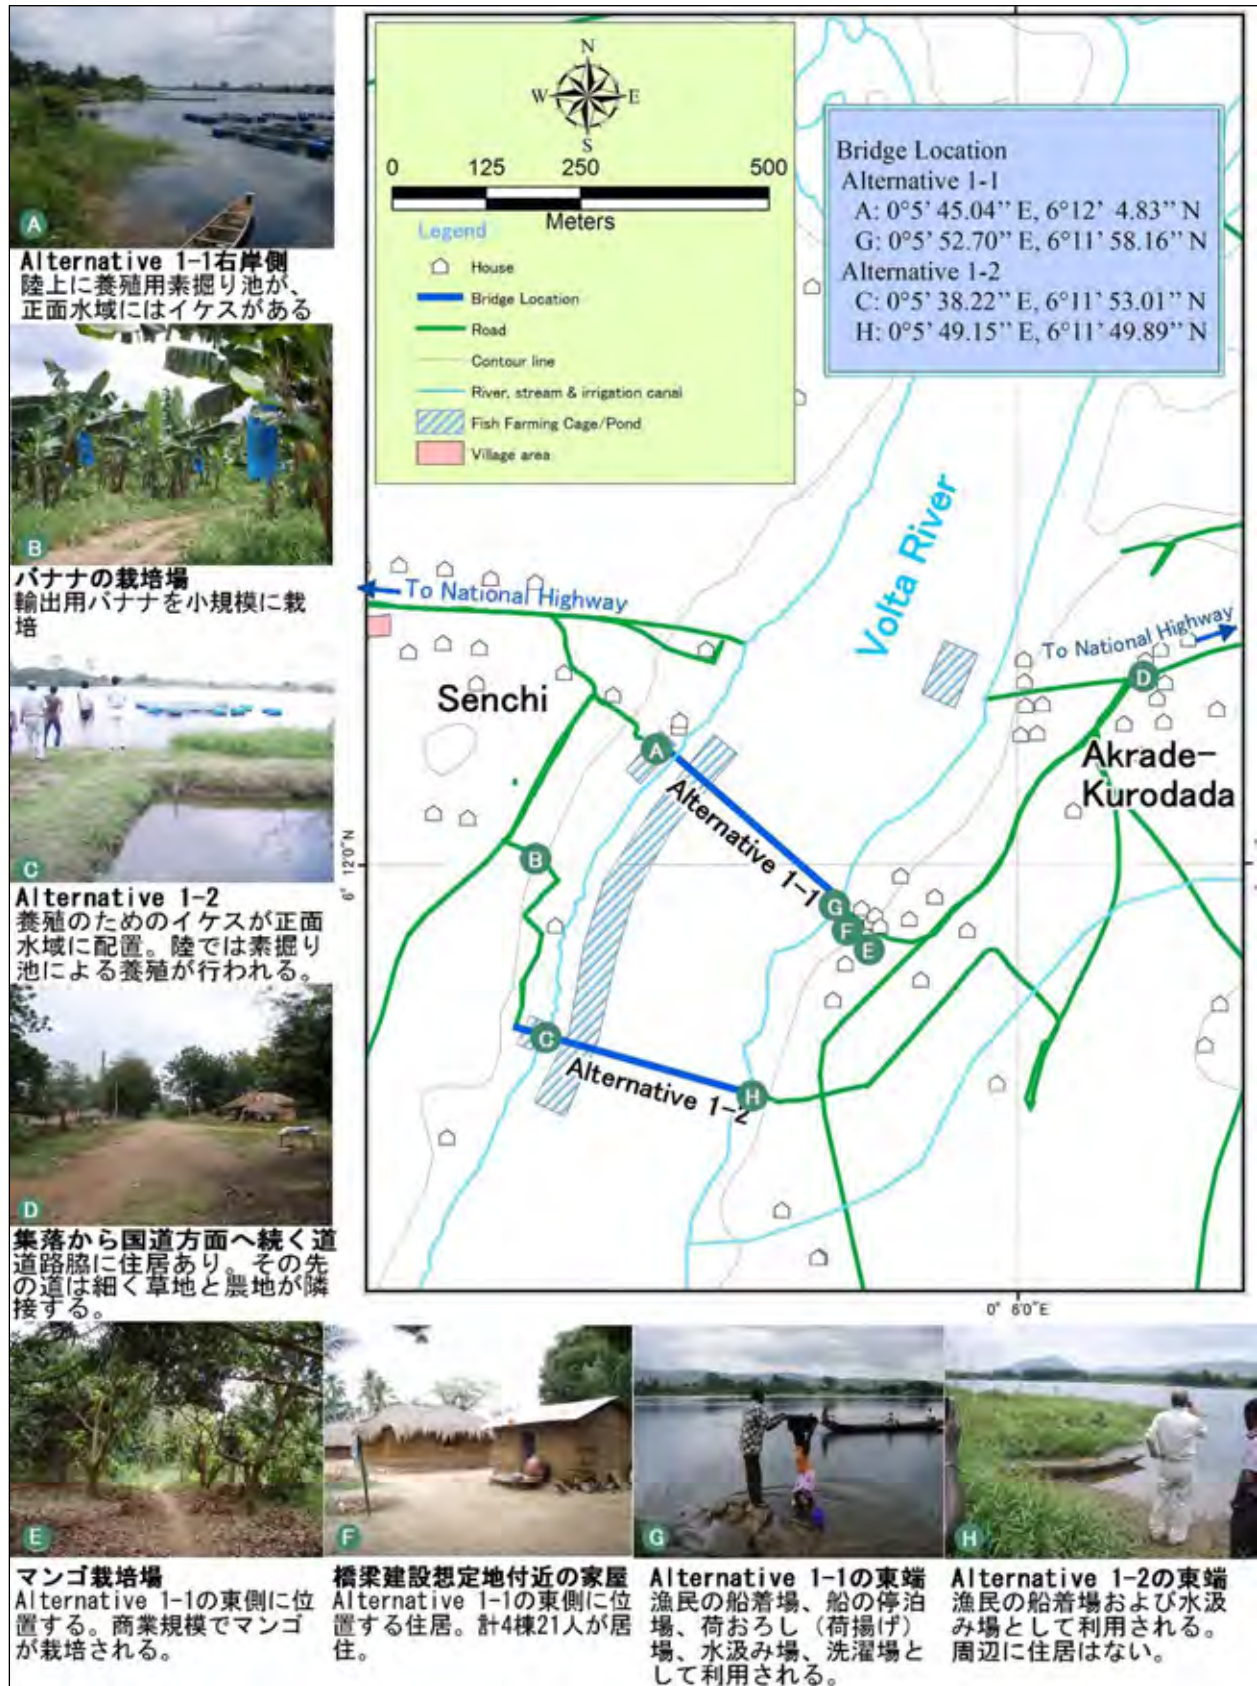 A
Alternative 1-1右岸側
陸上に養殖用素掘り池が、
正面水域にはイケスがある
B
バナナの栽培場
輸出用バナナを小規模に栽
培
C
Alternative 1-2
養殖のためのイケスが正面
水域に配置。陸では素掘り
池による養殖が行われる。
D
集落から国道方面へ続く道
道路脇に住居あり。その先
の道は細く草地と農地が隣
接する。
N
W E
S
0 125 250 500
Meters
Legend
House
Bridge Location
Road
Contour line
River, stream & irrigation canal
Fish Farming Cage/Pond
Village area
Bridge Location
Alternative 1-1
A: 0°5' 45.04'' E, 6°12' 4.83'' N
G: 0°5' 52.70'' E, 6°11' 58.16'' N
Alternative 1-2
C: 0°5' 38.22'' E, 6°11' 53.01'' N
H: 0°5' 49.15'' E, 6°11' 49.89'' N
To National Highway
Volta River
To National Highway
Senchi
D
Akrade-
Kurodada
A
Alternative 1-1
B
G
F
E
C
Alternative 1-2
H
6° 12'0"N
0° 6'0"E
E
マンゴ栽培場
Alternative 1-1の東側に位
置する。商業規模でマンゴ
が栽培される。
F
橋梁建設想定地付近の家屋
Alternative 1-1の東側に位
置する住居。計4棟21人が居
住。
G
Alternative 1-1の東端
漁民の船着場、船の停泊
場、荷おろし（荷揚げ）
場、水汲み場、洗濯場と
して利用される。
H
Alternative 1-2の東端
漁民の船着場および水汲
み場として利用される。
周辺に住居はない。